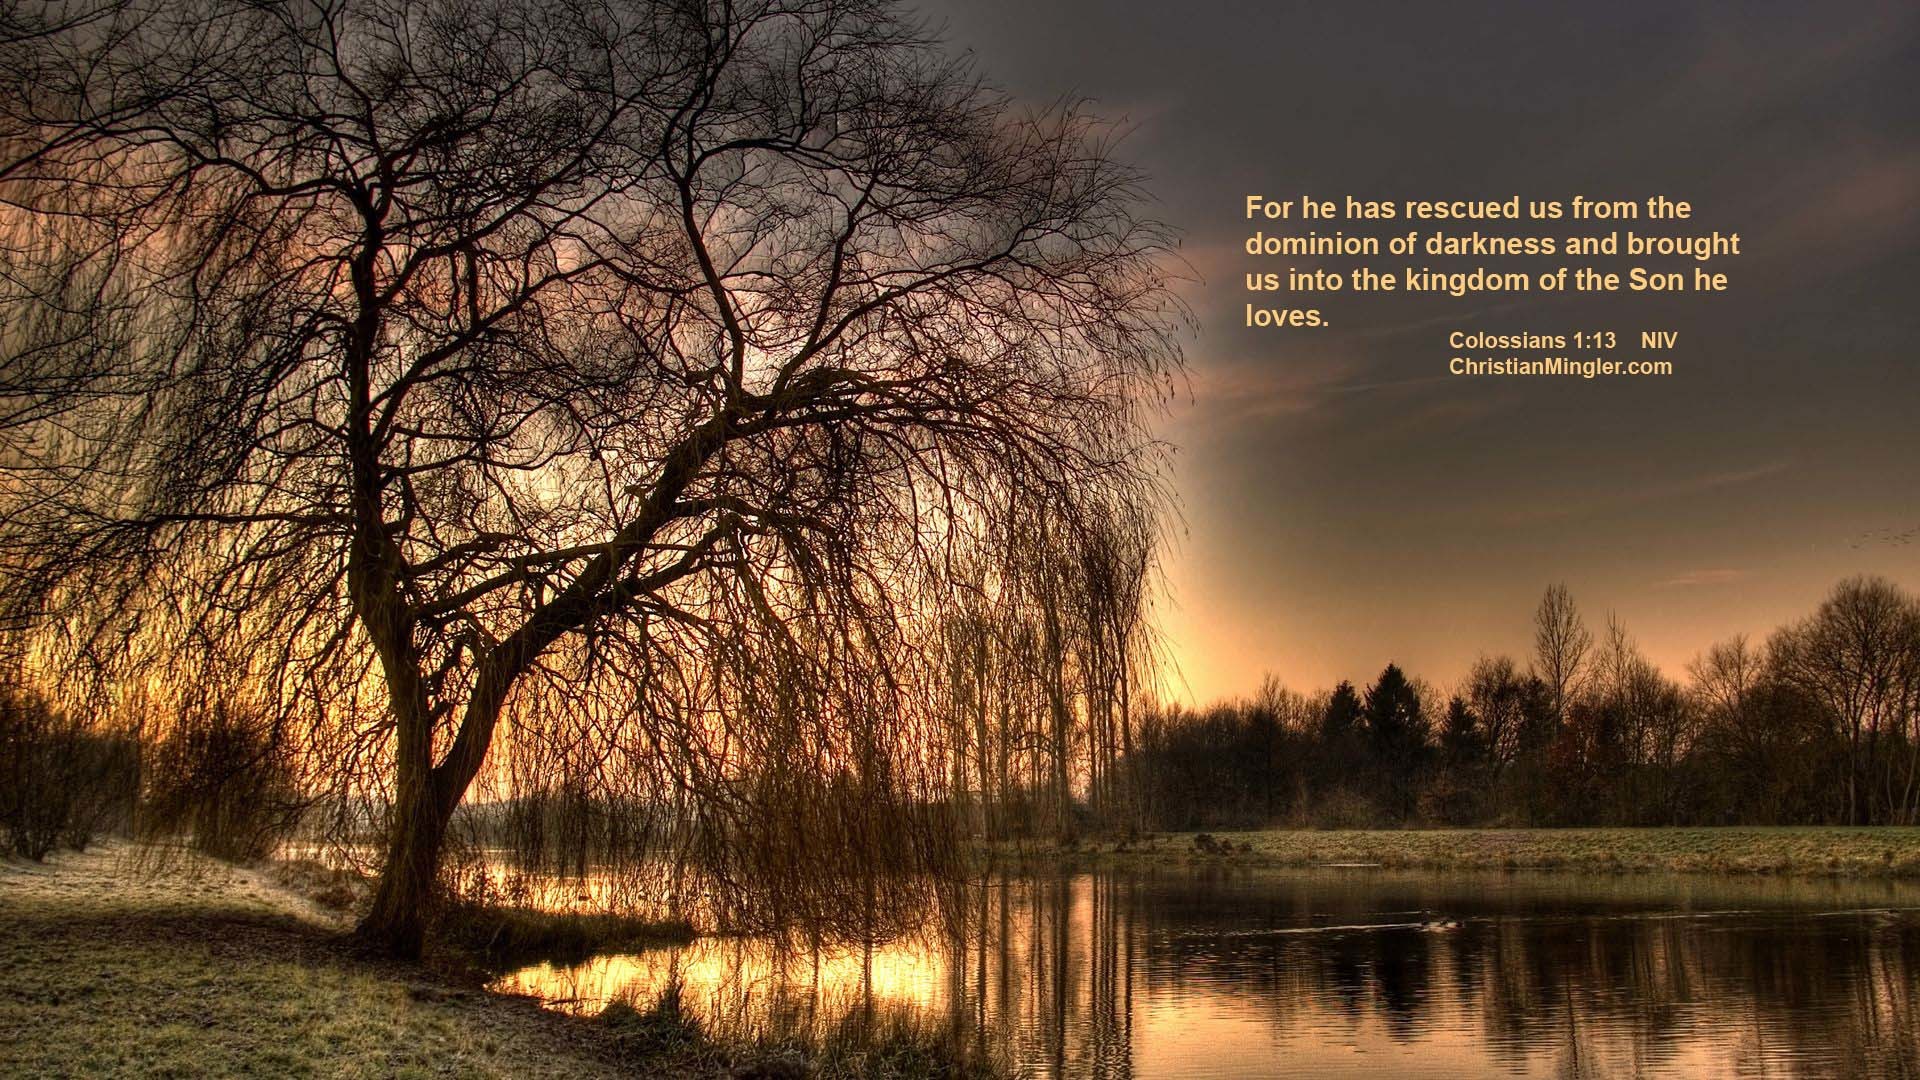 For he has rescued us from the
dominion of darkness and brought
us into the kingdom of the Son he
loves.
Colossians 1:13 NIV
ChristianMingler.com